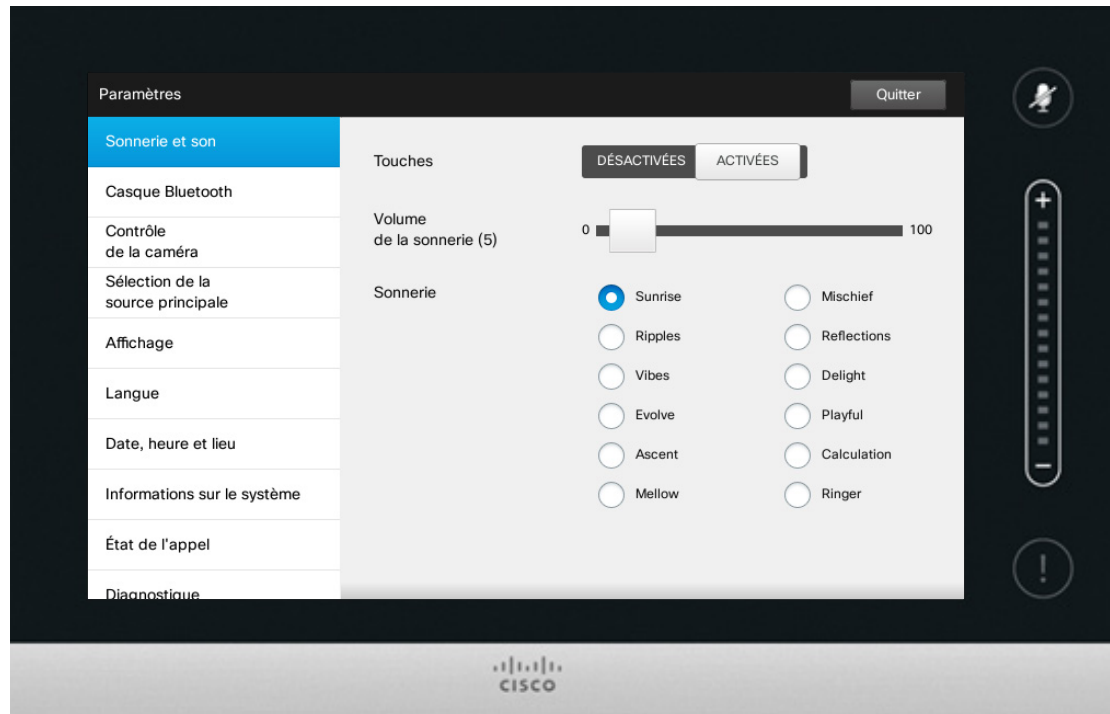 Paramètres
Quitter
Sonnerie et son
Casque Bluetooth
Contrôle
de la caméra
Sélection de la
source principale
Affichage
Langue
Date, heure et lieu
Informations sur le système
État de l'appel
Diagnostique
Touches
DÉSACTIVÉES ACTIVÉES
Volume
de la sonnerie (5)
0 100
Sonnerie
Sunrise Mischief
Ripples Reflections
Vibes Delight
Evolve Playful
Ascent Calculation
Mellow Ringer
+
–
!
CISCO